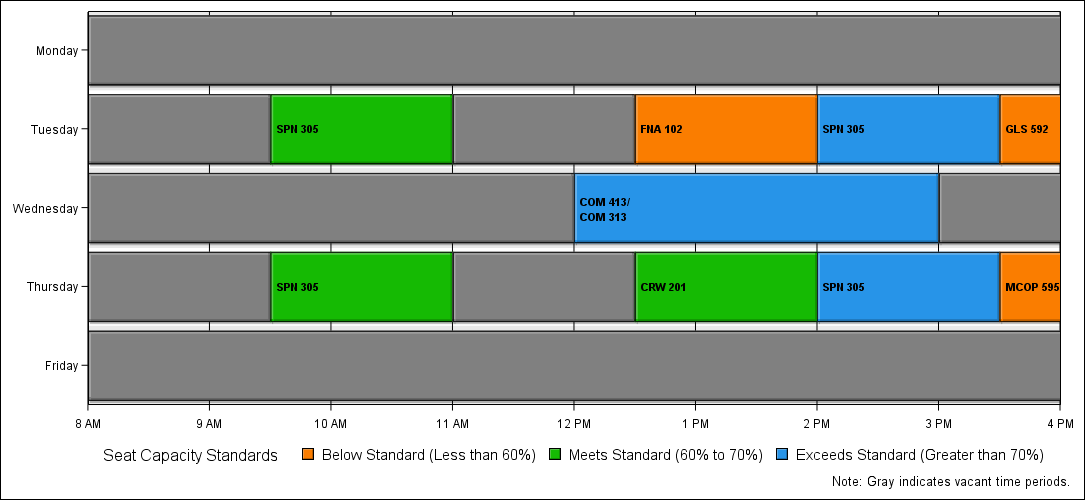 Monday
Tuesday
SPN 305
FNA 102
SPN 305
GLS 592
Wednesday
COM 413/
COM 313
Thursday
SPN 305
CRW 201
SPN 305
MCOP 595
Friday
8 AM 9 AM 10 AM 11 AM 12 PM 1 PM 2 PM 3 PM 4 PM
Seat Capacity Standards Below Standard (Less than 60%) Meets Standard (60% to 70%) Exceeds Standard (Greater than 70%)
Note: Gray indicates vacant time periods.